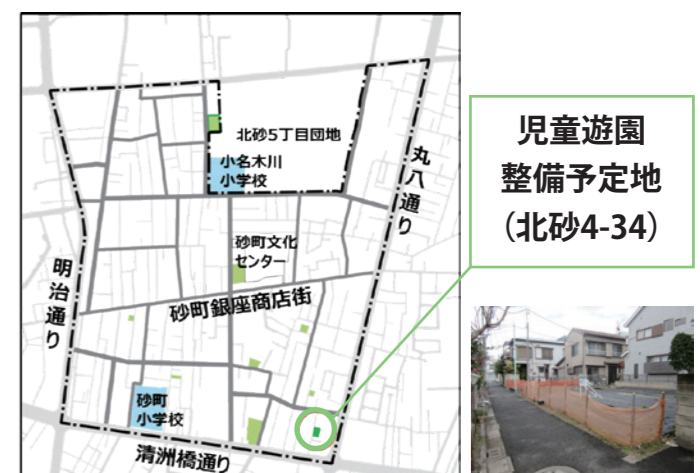 北砂5丁目団地
小名木川
小学校
丸八通り
砂町文化
センター
明治通り
砂町銀座商店街
砂町
小学校
清洲橋通り
児童遊園
整備予定地
（北砂4-34）